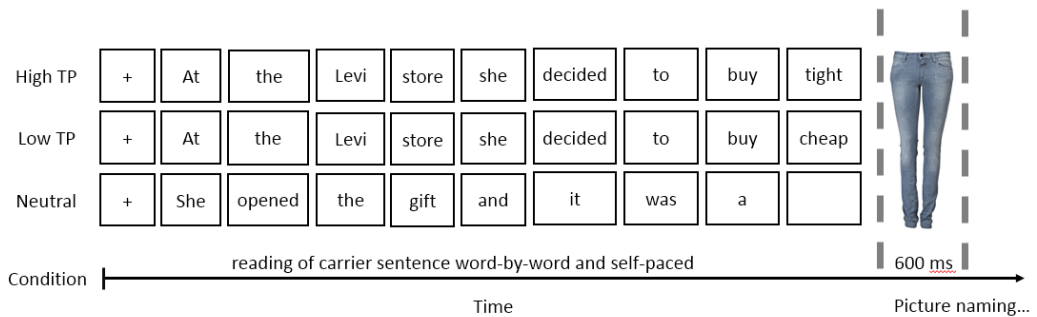 High TP + At the Levi store she decided to buy tight
Low TP + At the Levi store she decided to buy cheap
Neutral + She opened the gift and it was a
reading of carrier sentence word-by-word and self-paced 600 ms
Condition
Time Picture naming...